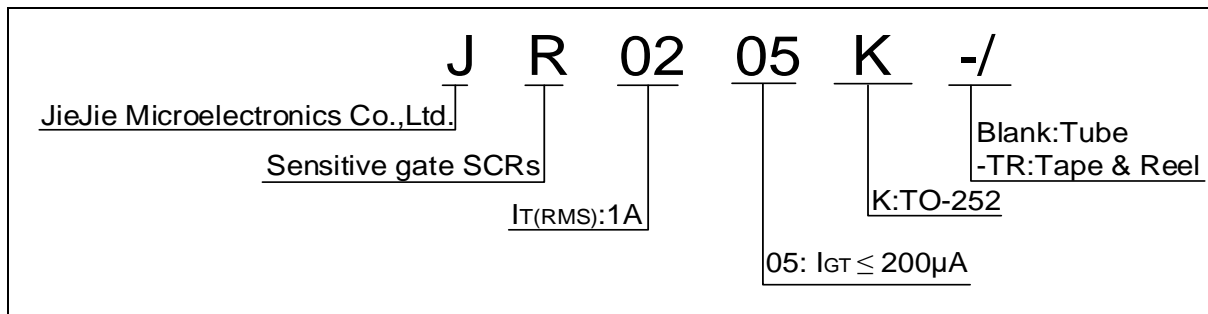 J R 02 05 K -/
JieJie Microelectronics Co.,Ltd.
Blank:Tube
Sensitive gate SCRs
-TR:Tape & Reel
IT(RMS):1A
K:TO-252
05: IGT ≤ 200μA